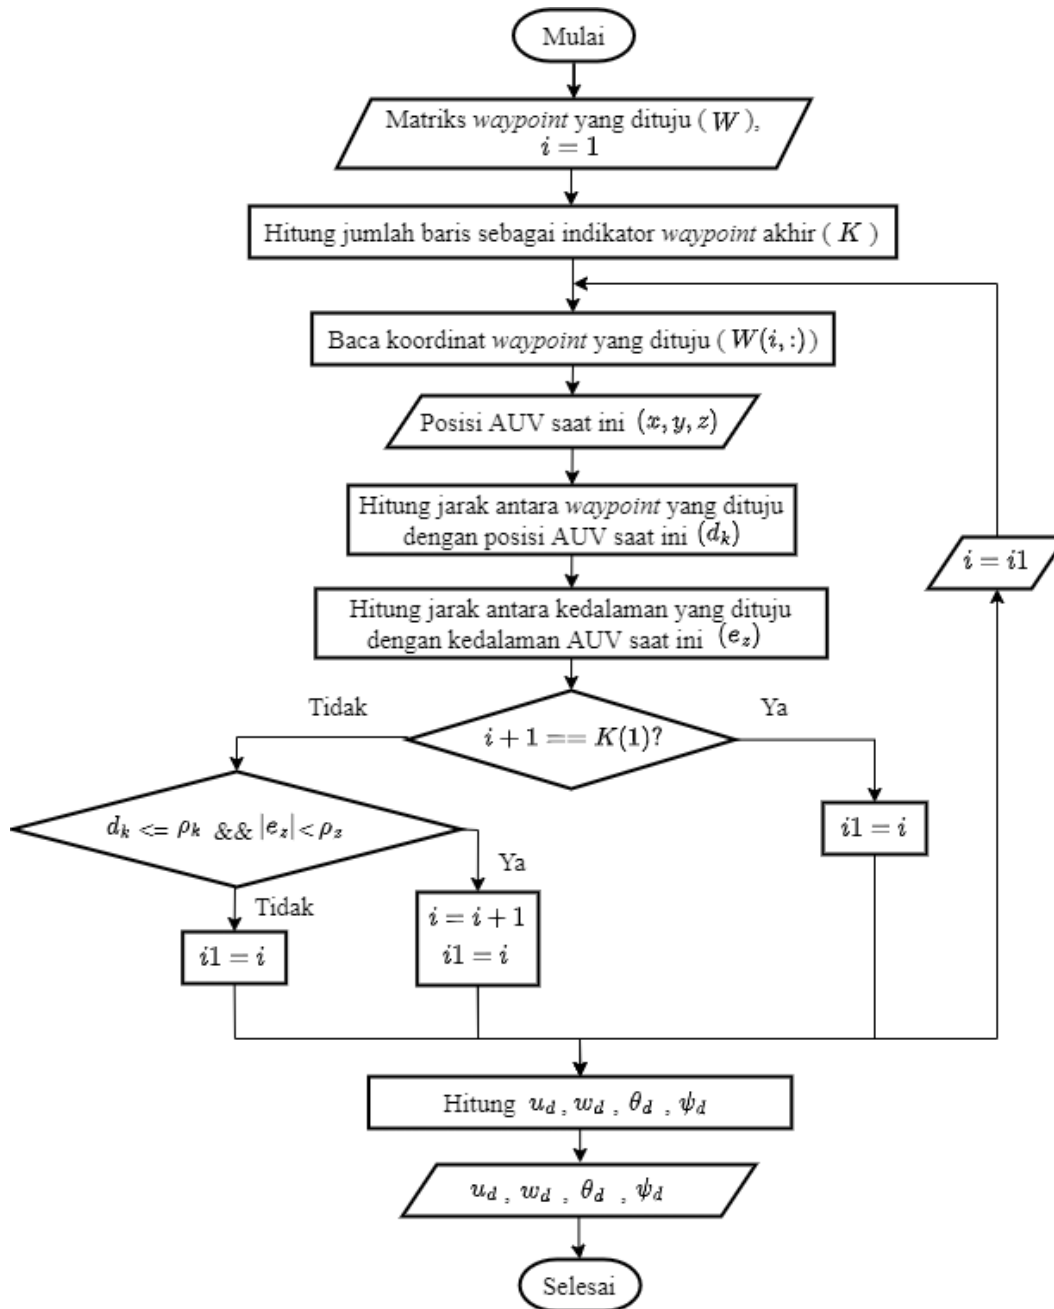 Mulai
Matriks waypoint yang dituju ( W ),
i = 1
Hitung jumlah baris sebagai indikator waypoint akhir ( K )
Baca koordinat waypoint yang dituju ( W(i, :))
Posisi AUV saat ini (x, y, z)
Hitung jarak antara waypoint yang dituju
dengan posisi AUV saat ini (d_k)
i = i1
Hitung jarak antara kedalaman yang dituju
dengan kedalaman AUV saat ini (e_z)
Tidak
Ya
i + 1 == K(1)?
d_k <= ρ_k && |e_z| < ρ_z
i1 = i
Ya
Tidak
i = i + 1
i1 = i
i1 = i
Hitung u_d , w_d , θ_d , ψ_d
u_d , w_d , θ_d , ψ_d
Selesai